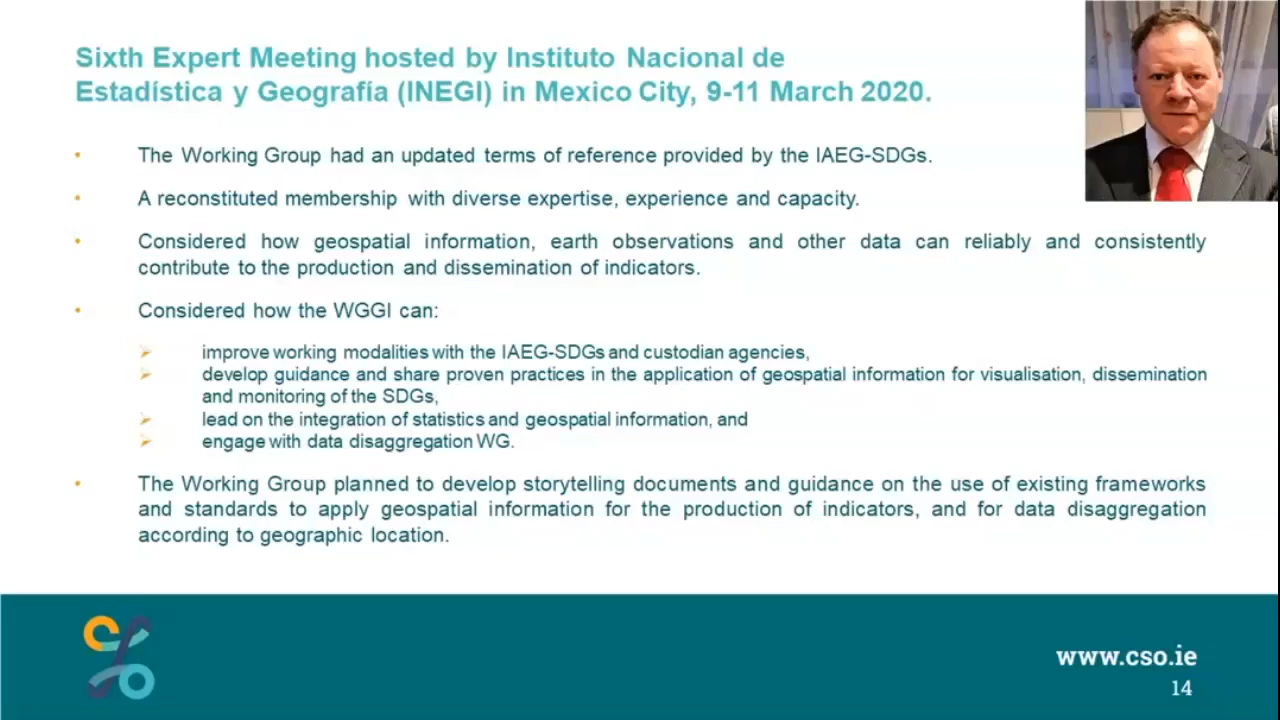 Sixth Expert Meeting hosted by Instituto Nacional de
Estadística y Geografía (INEGI) in Mexico City, 9-11 March 2020.
• The Working Group had an updated terms of reference provided by the IAEG-SDGs.
• A reconstituted membership with diverse expertise, experience and capacity.
• Considered how geospatial information, earth observations and other data can reliably and consistently
contribute to the production and dissemination of indicators.
• Considered how the WGGI can:
➢ improve working modalities with the IAEG-SDGs and custodian agencies,
➢ develop guidance and share proven practices in the application of geospatial information for visualisation, dissemination
and monitoring of the SDGs,
➢ lead on the integration of statistics and geospatial information, and
➢ engage with data disaggregation WG.
• The Working Group planned to develop storytelling documents and guidance on the use of existing frameworks
and standards to apply geospatial information for the production of indicators, and for data disaggregation
according to geographic location.
www.cso.ie
14